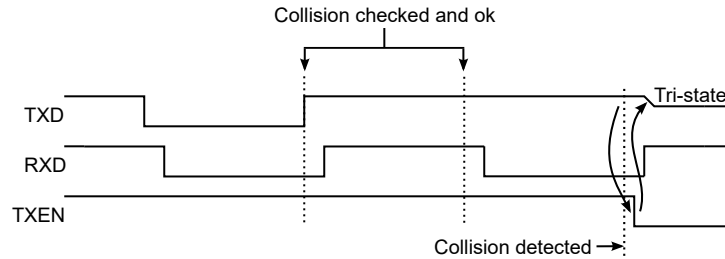 Collision checked and ok
Tri-state
TXD
RXD
TXEN
Collision detected